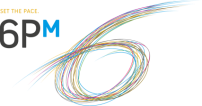 SET THE PACE.
6PM